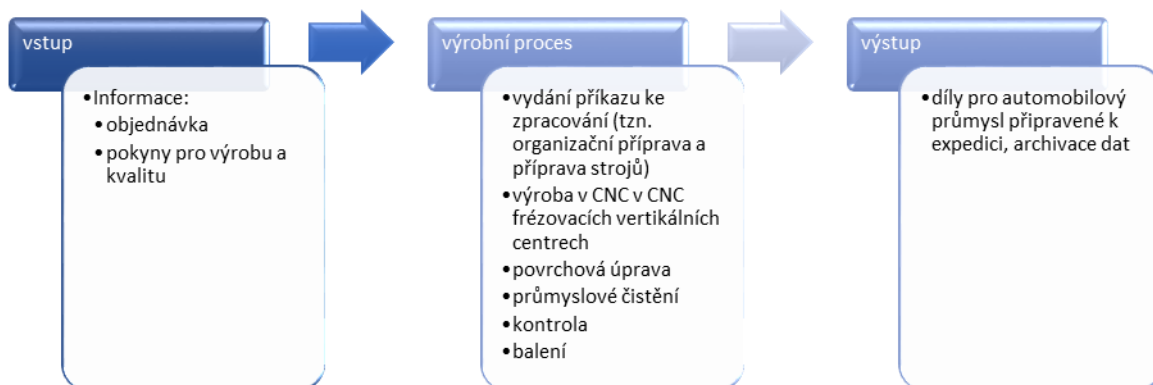 vstup
•Informace:
•objednávka
•pokyny pro výrobu a
kvalitu
výrobní proces
•vydání příkazu ke
zpracování (tzn.
organizační příprava a
příprava strojů)
•výroba v CNC v CNC
frézovacích vertikálních
centrech
•povrchová úprava
•průmyslové čistění
•kontrola
•balení
výstup
•díly pro automobilový
průmysl připravené k
expedici, archivace dat